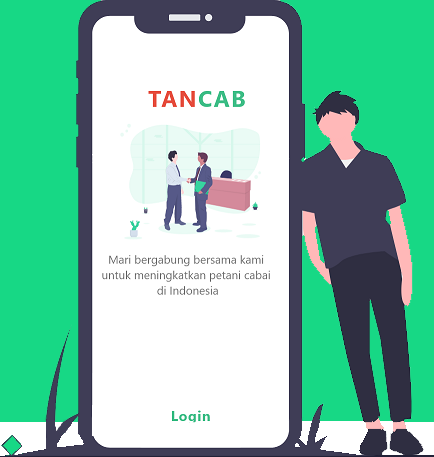 TANCAB
Mari bergabung bersama kami
untuk meningkatkan petani cabai
di Indonesia
Login